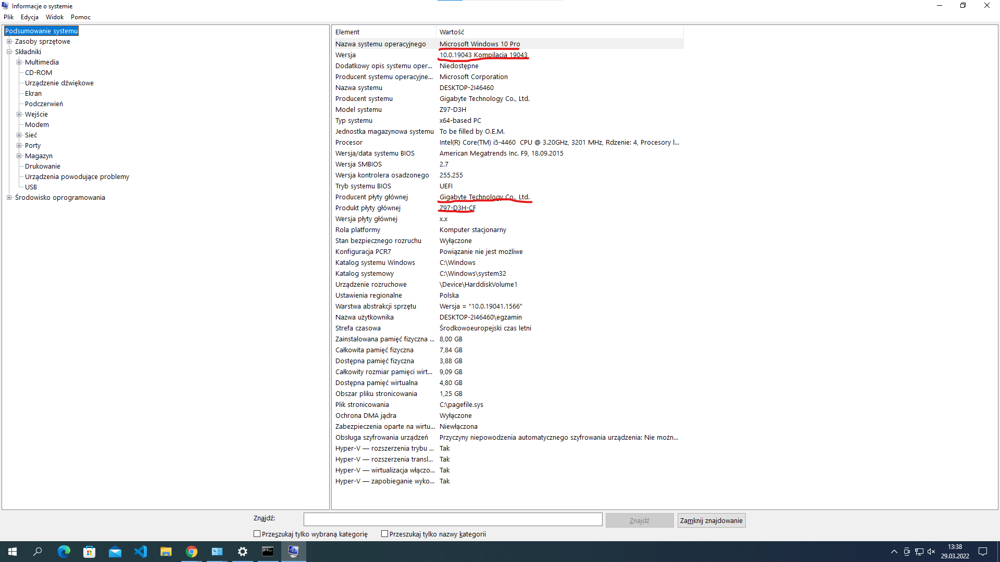 Informacje o systemie
Plik Edycja Widok Pomoc
Podsumowanie systemu
Zasoby sprzętowe
Składniki
Multimedia
CD-ROM
Urządzenie dźwiękowe
Ekran
Podczerwień
Wejście
Modem
Sieć
Porty
Magazyn
Drukowanie
Urządzenia powodujące problemy
USB
Środowisko oprogramowania
Element Wartość
Nazwa systemu operacyjnego Microsoft Windows 10 Pro
Wersja 10.0.19043 Kompilacja 19043
Dodatkowy opis systemu oper... Niedostępne
Producent systemu operacyjne... Microsoft Corporation
Nazwa systemu DESKTOP-2I46460
Producent systemu Gigabyte Technology Co., Ltd.
Model systemu Z97-D3H
Typ systemu x64-based PC
Jednostka magazynowa systemu To be filled by O.E.M.
Procesor Intel(R) Core(TM) i5-4460 CPU @ 3.20GHz, 3201 MHz, Rdzenie: 4, Procesory l...
Wersja/data systemu BIOS American Megatrends Inc. F9, 18.09.2015
Wersja SMBIOS 2.7
Wersja kontrolera osadzonego 255.255
Tryb systemu BIOS UEFI
Producent płyty głównej Gigabyte Technology Co., Ltd.
Produkt płyty głównej Z97-D3H-CF
Wersja płyty głównej x.x
Rola platformy Komputer stacjonarny
Stan bezpiecznego rozruchu Wyłączone
Konfiguracja PCR7 Powiązanie nie jest możliwe
Katalog systemu Windows C:\Windows
Katalog systemowy C:\Windows\system32
Urządzenie rozruchowe \Device\HarddiskVolume1
Ustawienia regionalne Polska
Warstwa abstrakcji sprzętu Wersja = "10.0.19041.1566"
Nazwa użytkownika DESKTOP-2I46460\egzamin
Strefa czasowa Środkowoeuropejski czas letni
Zainstalowana pamięć fizyczna ... 8,00 GB
Całkowita pamięć fizyczna 7,84 GB
Dostępna pamięć fizyczna 3,88 GB
Całkowity rozmiar pamięci wirt... 9,09 GB
Dostępna pamięć wirtualna 4,80 GB
Obszar pliku stronicowania 1,25 GB
Plik stronicowania C:\pagefile.sys
Ochrona DMA jądra Wyłączone
Zabezpieczenia oparte na wirtu... Niewłączona
Obsługa szyfrowania urządzeń Przyczyny niepowodzenia automatycznego szyfrowania urządzenia: Nie możn...
Hyper-V — rozszerzenia trybu ... Tak
Hyper-V — rozszerzenia transl... Tak
Hyper-V — wirtualizacja włączo... Tak
Hyper-V — zapobieganie wyko... Tak
Znajdź: Znajdź Zamknij znajdowanie
Przeszukaj tylko wybraną kategorię Przeszukaj tylko nazwy kategorii
13:38
29.03.2022